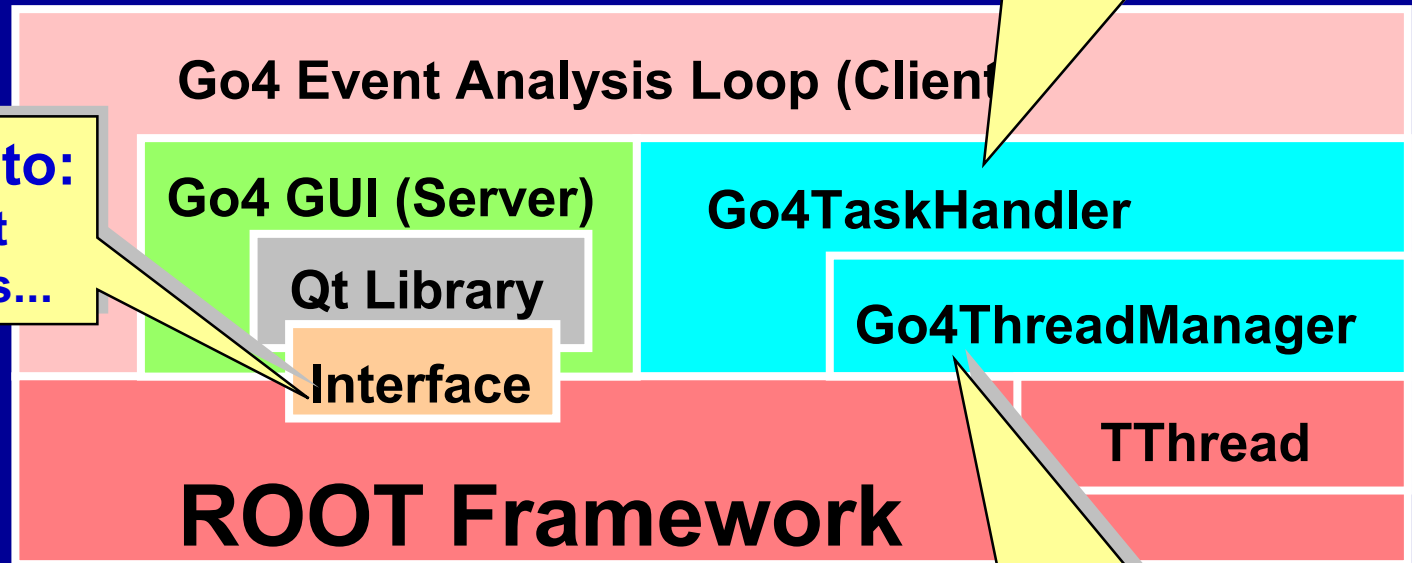 Go4 Event Analysis Loop (Client
to:
Go4 GUI (Server)
Go4TaskHandler
Qt Library
Go4ThreadManager
Interface
TThread
ROOT Framework